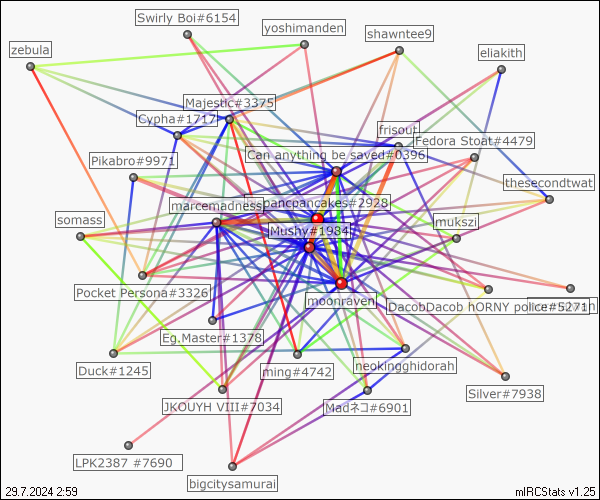 Swirly Boi#6154
yoshimanden
shawntee9
zebula
eliakith
Majestic#3375
Cypha#1717
frisour
Fedora Stoat#4479
Can anything be saved#0396
Pikabro#9971
thesecondtwat
pancpancakes#2928
marcemadness
somass
mukszi
Mushy#1984
Pocket Persona#3326
moonraven
DacobDacob hORNY police#5271
Eg.Master#1378
neokingghidorah
Duck#1245
ming#4742
Silver#7938
JKOUYH VIII#7034
Madネコ#6901
LPK2387 #7690
bigcitysamurai
29.7.2024 2:59
mIRCStats v1.25